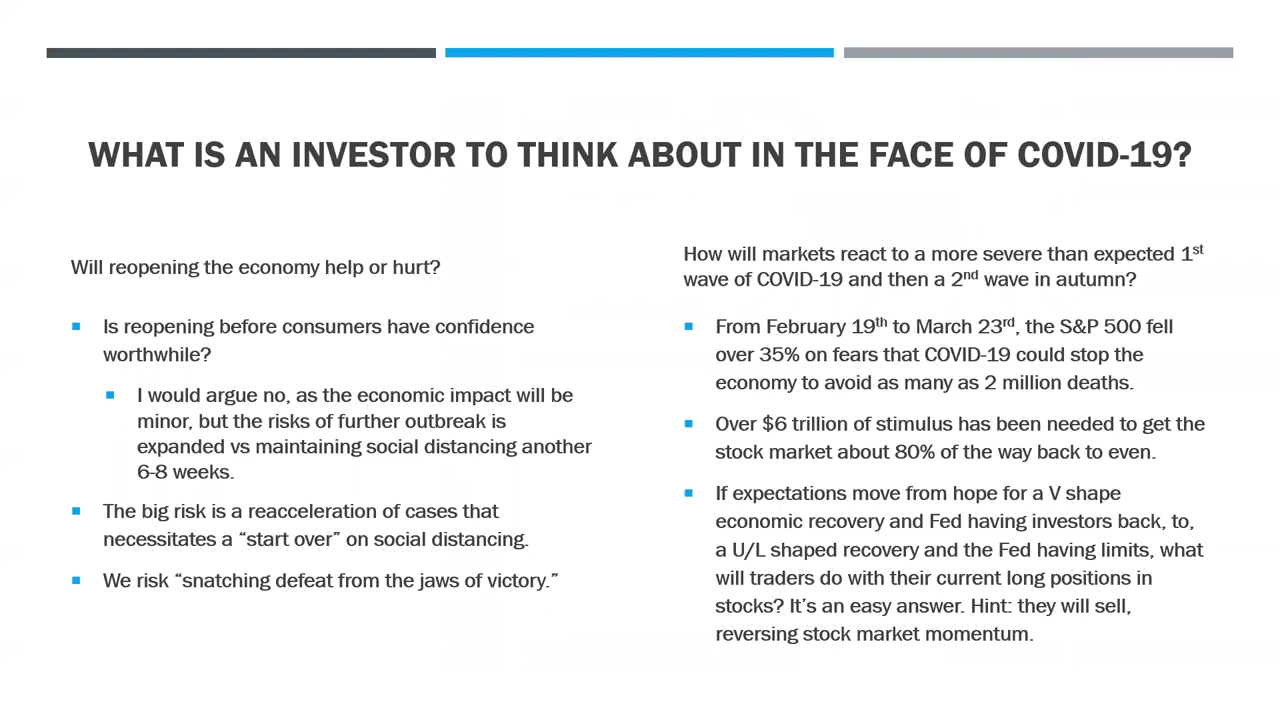 WHAT IS AN INVESTOR TO THINK ABOUT IN THE FACE OF COVID-19?
Will reopening the economy help or hurt?
Is reopening before consumers have confidence
worthwhile?
I would argue no, as the economic impact will be
minor, but the risks of further outbreak is
expanded vs maintaining social distancing another
6-8 weeks.
The big risk is a reacceleration of cases that
necessitates a “start over” on social distancing.
We risk “snatching defeat from the jaws of victory.”
How will markets react to a more severe than expected 1st
wave of COVID-19 and then a 2nd wave in autumn?
From February 19th to March 23rd, the S&P 500 fell
over 35% on fears that COVID-19 could stop the
economy to avoid as many as 2 million deaths.
Over $6 trillion of stimulus has been needed to get the
stock market about 80% of the way back to even.
If expectations move from hope for a V shape
economic recovery and Fed having investors back, to,
a U/L shaped recovery and the Fed having limits, what
will traders do with their current long positions in
stocks? It’s an easy answer. Hint: they will sell,
reversing stock market momentum.